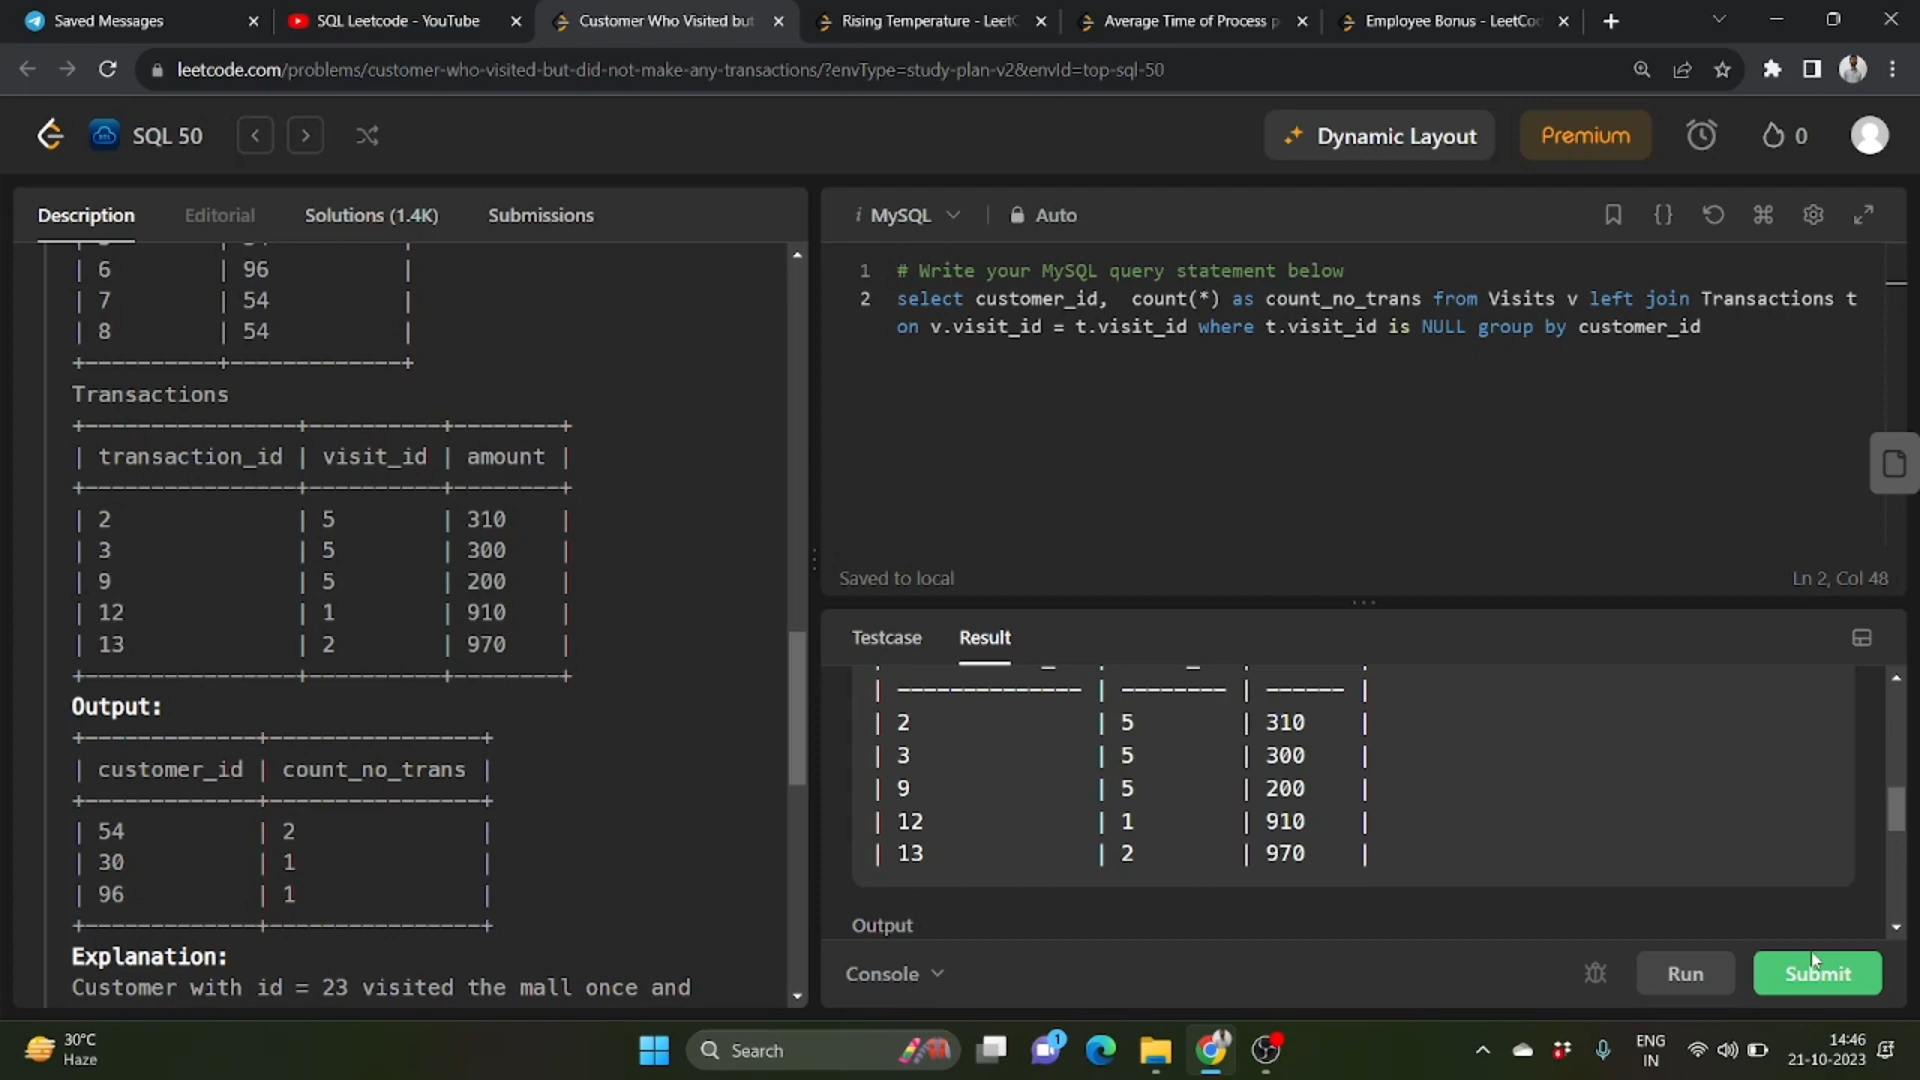 Saved Messages
SQL Leetcode - YouTube
Customer Who Visited but
Rising Temperature - Leet
Average Time of Process
Employee Bonus - LeetCo
leetcode.com/problems/customer-who-visited-but-did-not-make-any-transactions/?envType=study-plan-v2&envId=top-sql-50
SQL 50
Dynamic Layout
Premium
0
Description
Editorial
Solutions (1.4K)
Submissions
| 6 | 96 |
| 7 | 54 |
| 8 | 54 |
Transactions
| transaction_id | visit_id | amount |
| 2 | 5 | 310 |
| 3 | 5 | 300 |
| 9 | 5 | 200 |
| 12 | 1 | 910 |
| 13 | 2 | 970 |
Output:
| customer_id | count_no_trans |
| 54 | 2 |
| 30 | 1 |
| 96 | 1 |
Explanation:
Customer with id = 23 visited the mall once and
i MySQL
Auto
1 # Write your MySQL query statement below
2 select customer_id,  count(*) as count_no_trans from Visits v left join Transactions t
on v.visit_id = t.visit_id where t.visit_id is NULL group by customer_id
Saved to local
Ln 2, Col 48
Testcase
Result
| -------------- | -------- | ------ |
| 2 | 5 | 310 |
| 3 | 5 | 300 |
| 9 | 5 | 200 |
| 12 | 1 | 910 |
| 13 | 2 | 970 |
Output
Console
Run
Submit
30°C
Haze
Search
1
ENG
IN
14:46
21-10-2023